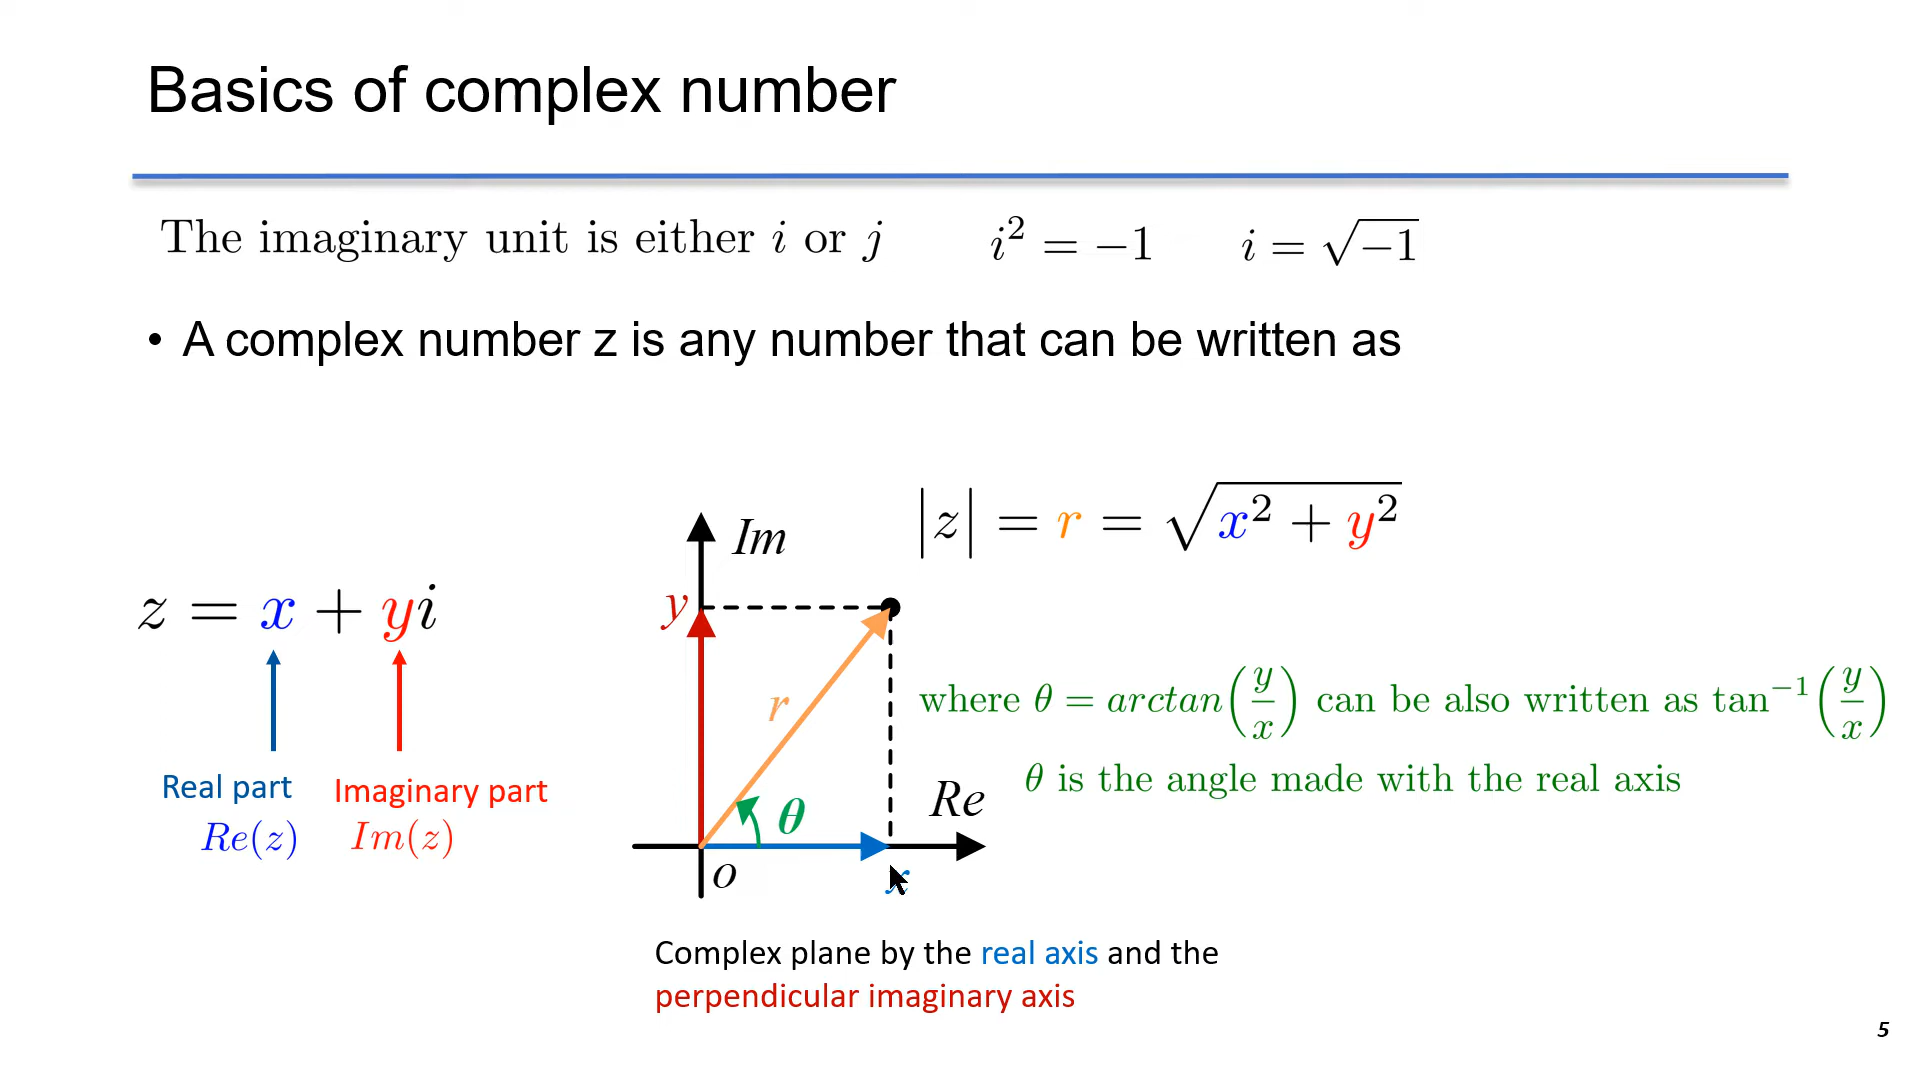 Basics of complex number
The imaginary unit is either i or j    i² = −1    i = √−1
• A complex number z is any number that can be written as
|z| = r = √(x² + y²)
Im
z = x + yi
y
r
where θ = arctan(y/x) can be also written as tan⁻¹(y/x)
θ is the angle made with the real axis
Real part
Re(z)
Imaginary part
Im(z)
θ
Re
o
x
Complex plane by the real axis and the
perpendicular imaginary axis
5